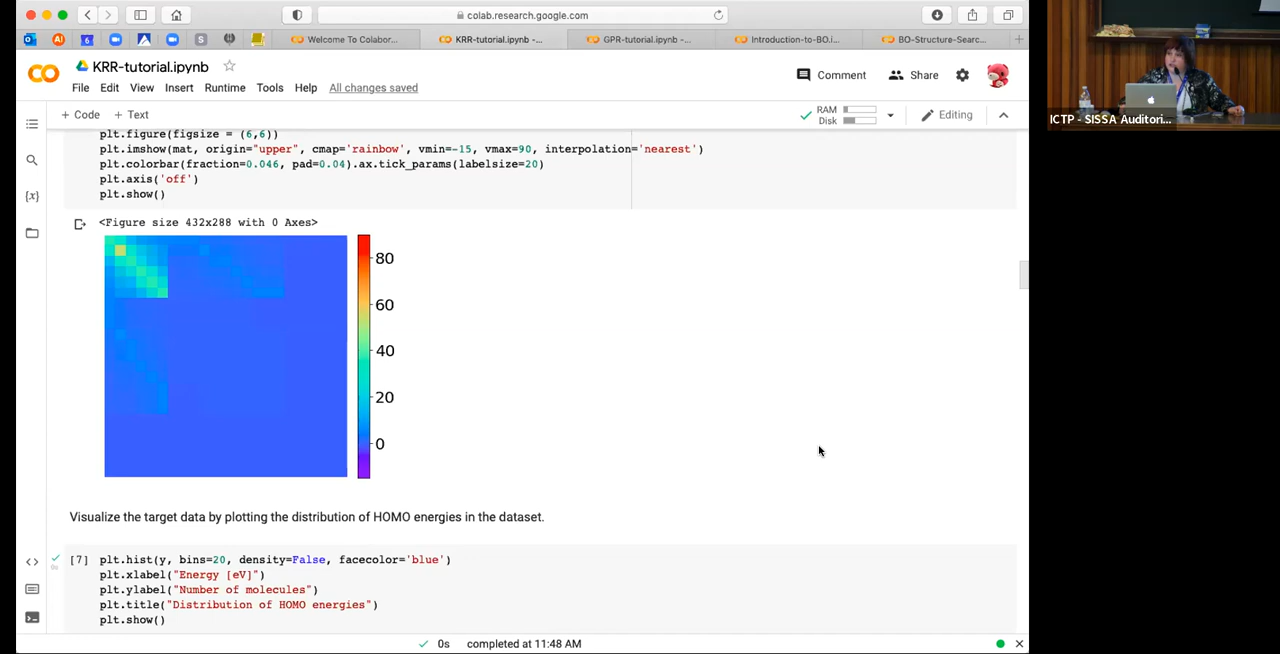 colab.research.google.com
Welcome To Colabor...
KRR-tutorial.ipynb -...
GPR-tutorial.ipynb -...
Introduction-to-BO.i...
BO-Structure-Searc...
KRR-tutorial.ipynb
File Edit View Insert Runtime Tools Help All changes saved
Comment Share
+ Code + Text
RAM
Disk
Editing
plt.figure(figsize = (6,6))
plt.imshow(mat, origin="upper", cmap='rainbow', vmin=-15, vmax=90, interpolation='nearest')
plt.colorbar(fraction=0.046, pad=0.04).ax.tick_params(labelsize=20)
plt.axis('off')
plt.show()
<Figure size 432x288 with 0 Axes>
80
60
40
20
0
Visualize the target data by plotting the distribution of HOMO energies in the dataset.
[7] plt.hist(y, bins=20, density=False, facecolor='blue')
0s
plt.xlabel("Energy [eV]")
plt.ylabel("Number of molecules")
plt.title("Distribution of HOMO energies")
plt.show()
0s completed at 11:48 AM
ICTP - SISSA Auditori...